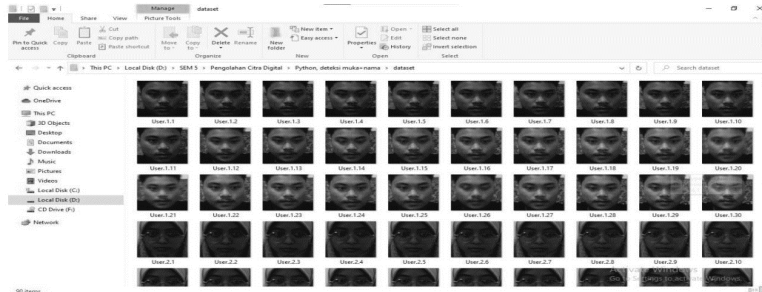 Manage dataset
File Home Share View Picture Tools
Pin to Quick access
Copy
Paste
Cut
Copy path
Paste shortcut
Clipboard
Move to
Copy to
Delete
Rename
Organize
New folder
New item
Easy access
New
Properties
Open
Edit
History
Open
Select all
Select none
Invert selection
Select
This PC > Local Disk (D:) > SEM 5 > Pengolahan Citra Digital > Python, deteksi muka+nama > dataset
Search dataset
Quick access
OneDrive
This PC
3D Objects
Desktop
Documents
Downloads
Music
Pictures
Videos
Local Disk (C:)
Local Disk (D:)
CD Drive (F:)
Network
User.1.1 User.1.2 User.1.3 User.1.4 User.1.5 User.1.6 User.1.7 User.1.8 User.1.9 User.1.10
User.1.11 User.1.12 User.1.13 User.1.14 User.1.15 User.1.16 User.1.17 User.1.18 User.1.19 User.1.20
User.1.21 User.1.22 User.1.23 User.1.24 User.1.25 User.1.26 User.1.27 User.1.28 User.1.29 User.1.30
User.2.1 User.2.2 User.2.3 User.2.4 User.2.5 User.2.6 User.2.7 User.2.8 User.2.9 User.2.10
Activate Windows
Go to Settings to activate Windows.
90 items